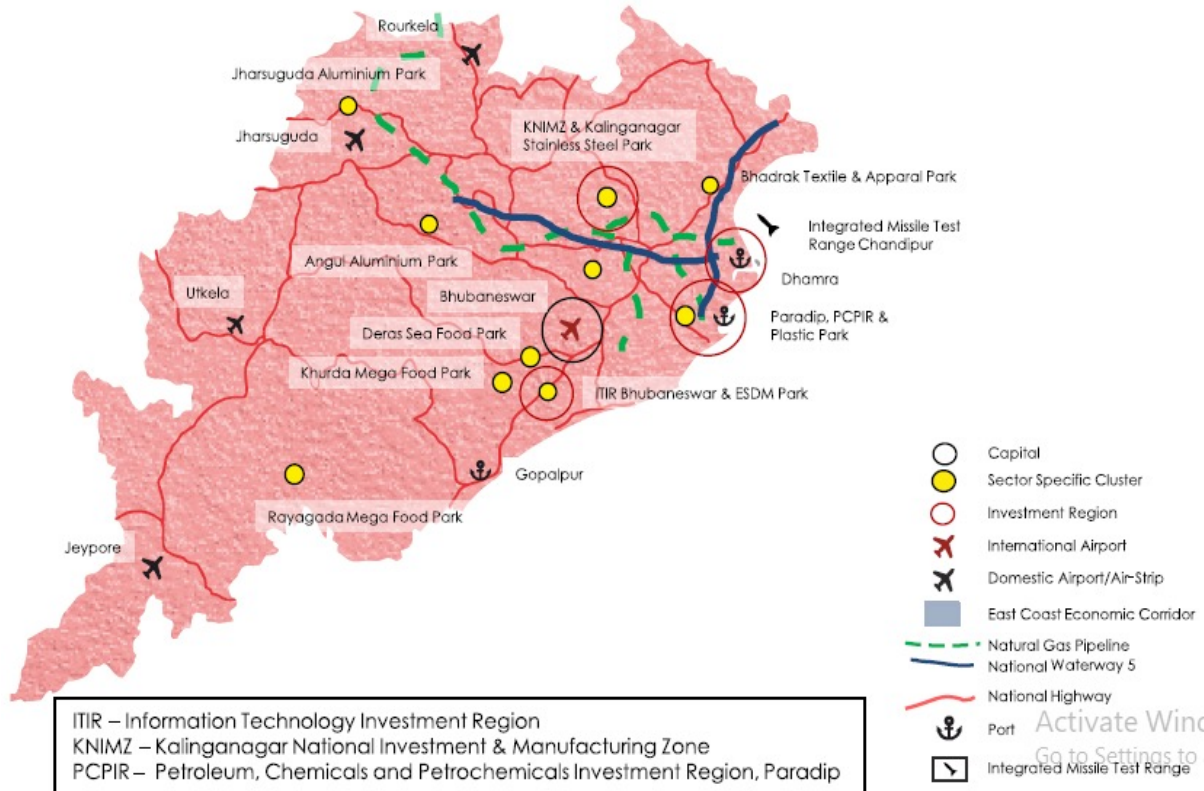 Rourkela
Jharsuguda Aluminium Park
Jharsuguda
KNIMZ & Kalinganagar
Stainless Steel Park
Bhadrak Textile & Apparal Park
Integrated Missile Test
Range Chandipur
Angul Aluminium Park
Dhamra
Utkela
Bhubaneswar
Paradip, PCPIR &
Plastic Park
Deras Sea Food Park
Khurda Mega Food Park
ITIR Bhubaneswar & ESDM Park
Gopalpur
Rayagada Mega Food Park
Jeypore
Capital
Sector Specific Cluster
Investment Region
International Airport
Domestic Airport/Air-Strip
East Coast Economic Corridor
Natural Gas Pipeline
National Waterway 5
National Highway
Port
Integrated Missile Test Range
Activate Wind
Go to Settings to
ITIR – Information Technology Investment Region
KNIMZ – Kalinganagar National Investment & Manufacturing Zone
PCPIR – Petroleum, Chemicals and Petrochemicals Investment Region, Paradip